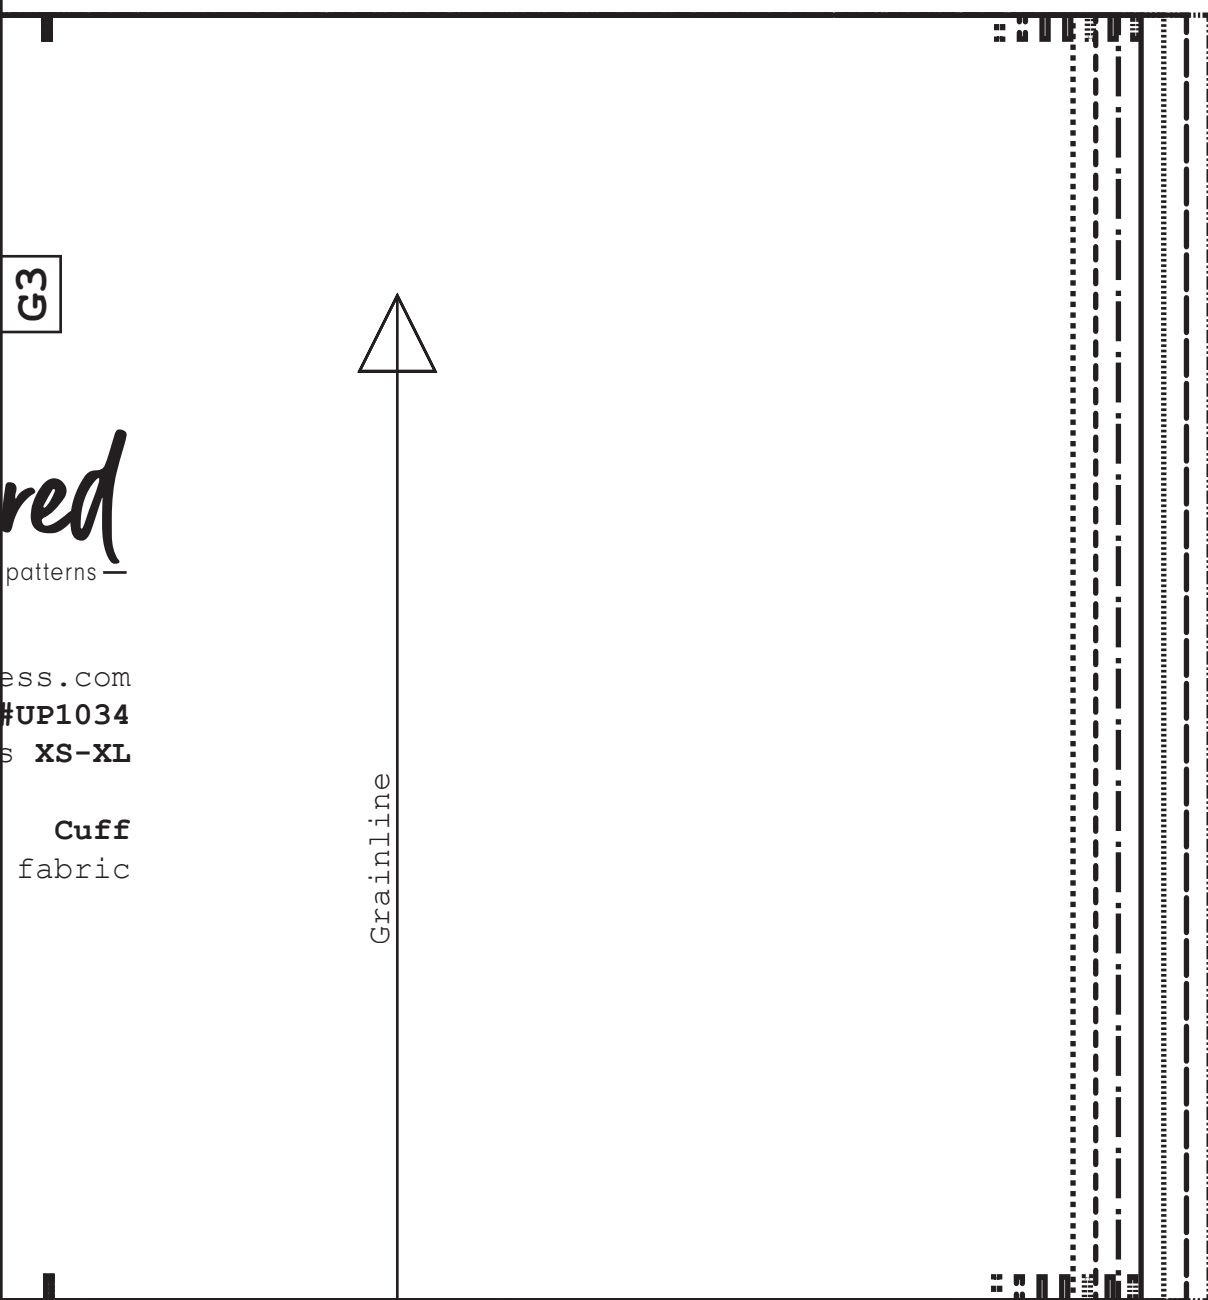 G3
red
patterns
ess.com
#UP1034
s XS-XL
Cuff
fabric
Grainline